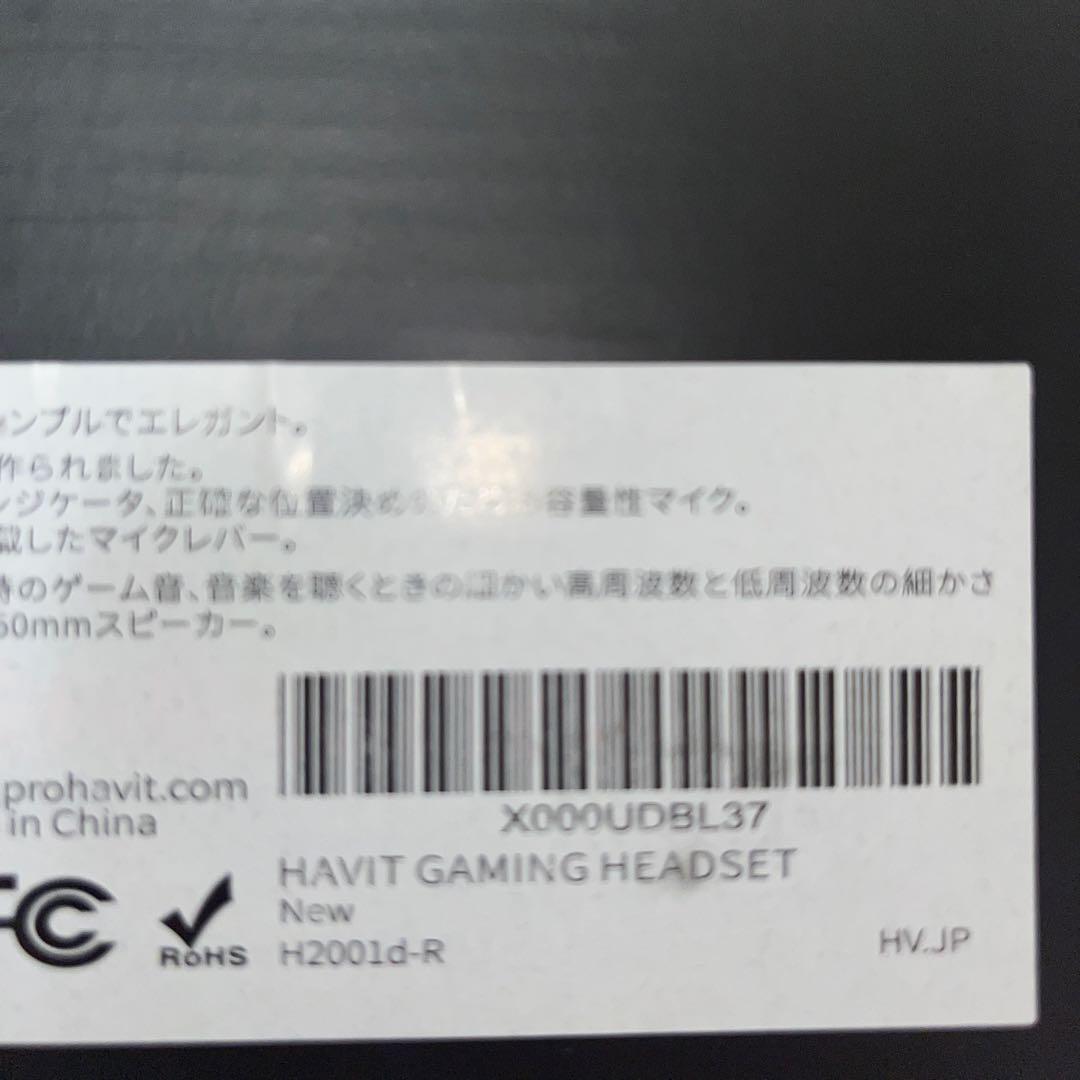 ンプルでエレガント。
作られました。
ンジケータ、正確な位置決め 容量性マイク。
載したマイクレバー。
時のゲーム音、音楽を聴くときの細かい高周波数と低周波数の細かさ
50mmスピーカー。
prohavit.com
in China
X000UDBL37
HAVIT GAMING HEADSET
New
H2001d-R
HV.JP
FC
RoHS